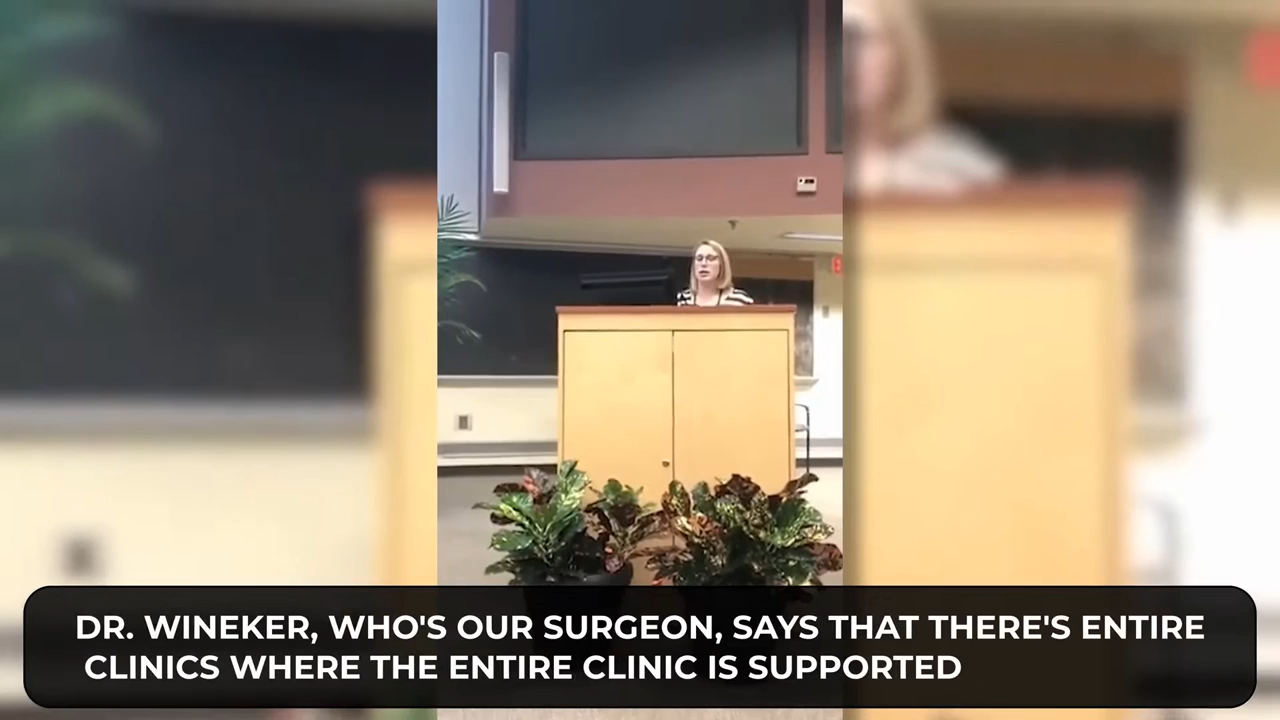 DR. WINEKER, WHO'S OUR SURGEON, SAYS THAT THERE'S ENTIRE
CLINICS WHERE THE ENTIRE CLINIC IS SUPPORTED